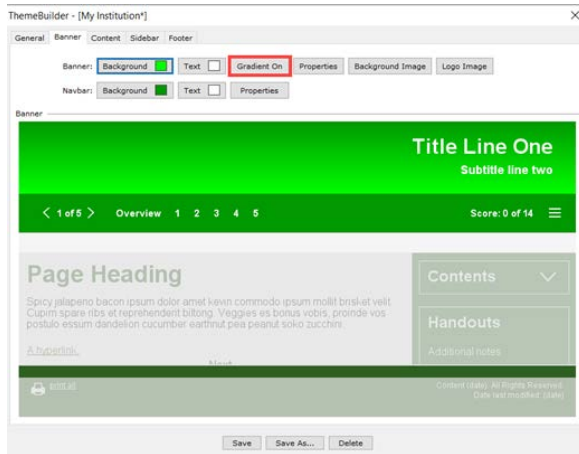 ThemeBuilder - [My Institution*]
General Banner Content Sidebar Footer
Banner: Background Text Gradient On Properties Background Image Logo Image
Navbar: Background Text Properties
Banner
Title Line One
Subtitle line two
1 of 5 Overview 1 2 3 4 5 Score: 0 of 14
Page Heading
Spicy jalapeno bacon ipsum dolor amet kevin commodo ipsum mollit brisket velit.
Cupim spare ribs et reprehenderit biltong. Veggies es bonus vobis, proinde vos
postulo essum dandelion cucumber earthnut pea peanut soko zucchini.
A hyperlink.
Next
Contents
Handouts
Additional notes
print all
Content (date). All Rights Reserved.
Date last modified: (date)
Save Save As... Delete